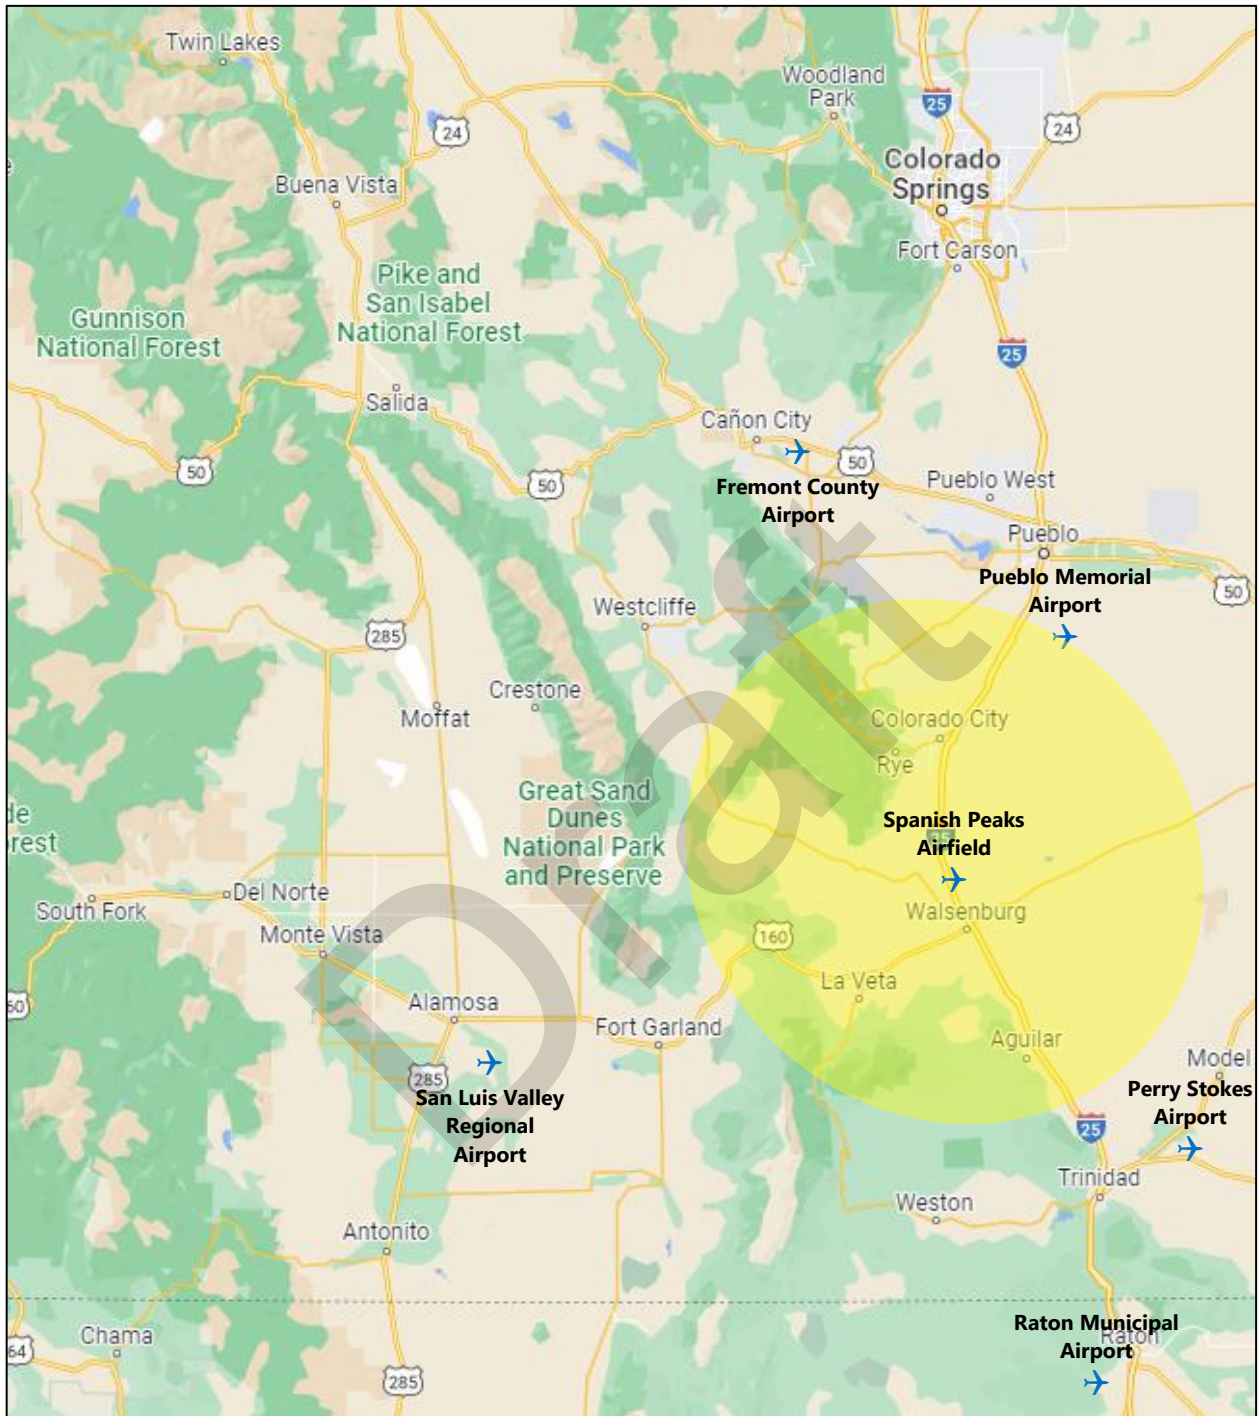 Twin Lakes
Woodland
Park
25
24
24
Colorado
Springs
Buena Vista
Fort Carson
Pike and
San Isabel
National Forest
Gunnison
National Forest
25
Salida
Cañon City
50
50
50
Fremont County
Airport
Pueblo West
Pueblo
Pueblo Memorial
Airport
50
Westcliffe
285
Crestone
Moffat
Colorado City
Rye
Great Sand
Dunes
National Park
and Preserve
de
rest
Spanish Peaks
Airfield
25
Del Norte
South Fork
Walsenburg
Monte Vista
160
La Veta
60
Alamosa
Fort Garland
Aguilar
Model
285
San Luis Valley
Regional
Airport
Perry Stokes
Airport
25
Trinidad
Weston
Antonito
Raton Municipal
Airport
Raton
Chama
64
285
Draft